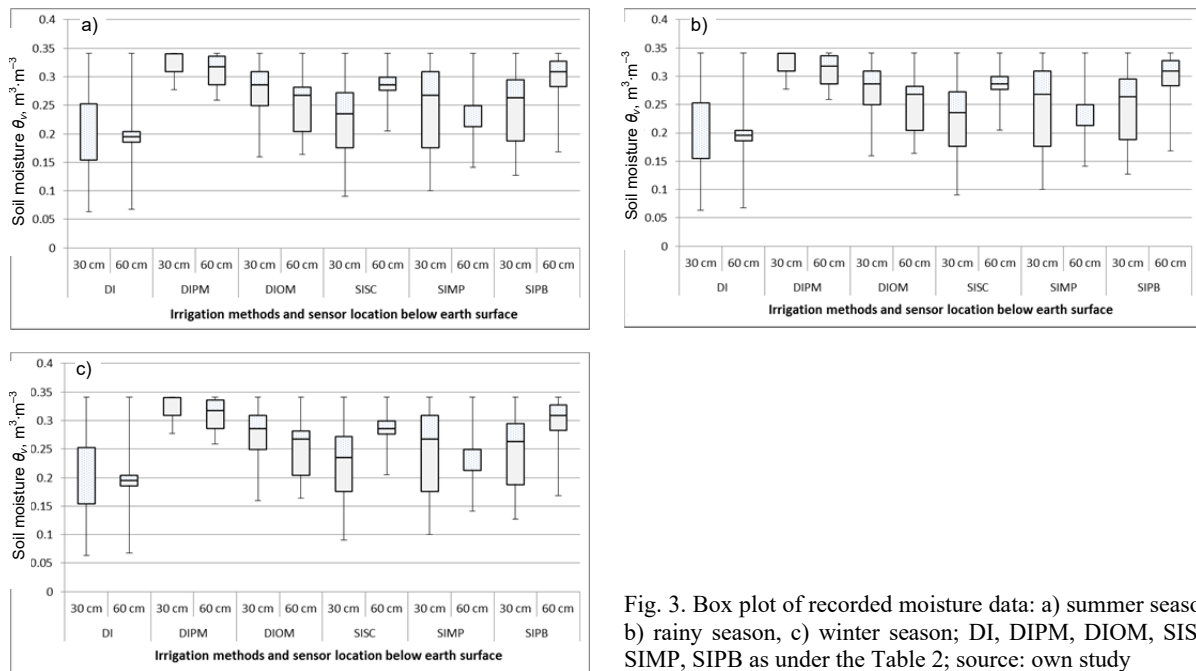 a)
0.4
0.35
0.3
0.25
0.2
0.15
0.1
0.05
0
Soil moisture θv, m³·m⁻³
30 cm 60 cm 30 cm 60 cm 30 cm 60 cm 30 cm 60 cm 30 cm 60 cm 30 cm 60 cm
DI DIPM DIOM SISC SIMP SIPB
Irrigation methods and sensor location below earth surface
b)
0.4
0.35
0.3
0.25
0.2
0.15
0.1
0.05
0
Soil moisture θv, m³·m⁻³
30 cm 60 cm 30 cm 60 cm 30 cm 60 cm 30 cm 60 cm 30 cm 60 cm 30 cm 60 cm
DI DIPM DIOM SISC SIMP SIPB
Irrigation methods and sensor location below earth surface
c)
0.4
0.35
0.3
0.25
0.2
0.15
0.1
0.05
0
Soil moisture θv, m³·m⁻³
30 cm 60 cm 30 cm 60 cm 30 cm 60 cm 30 cm 60 cm 30 cm 60 cm 30 cm 60 cm
DI DIPM DIOM SISC SIMP SIPB
Irrigation methods and sensor location below earth surface
Fig. 3. Box plot of recorded moisture data: a) summer
b) rainy season, c) winter season; DI, DIPM, DIOM,
SIMP, SIPB as under the Table 2; source: own study